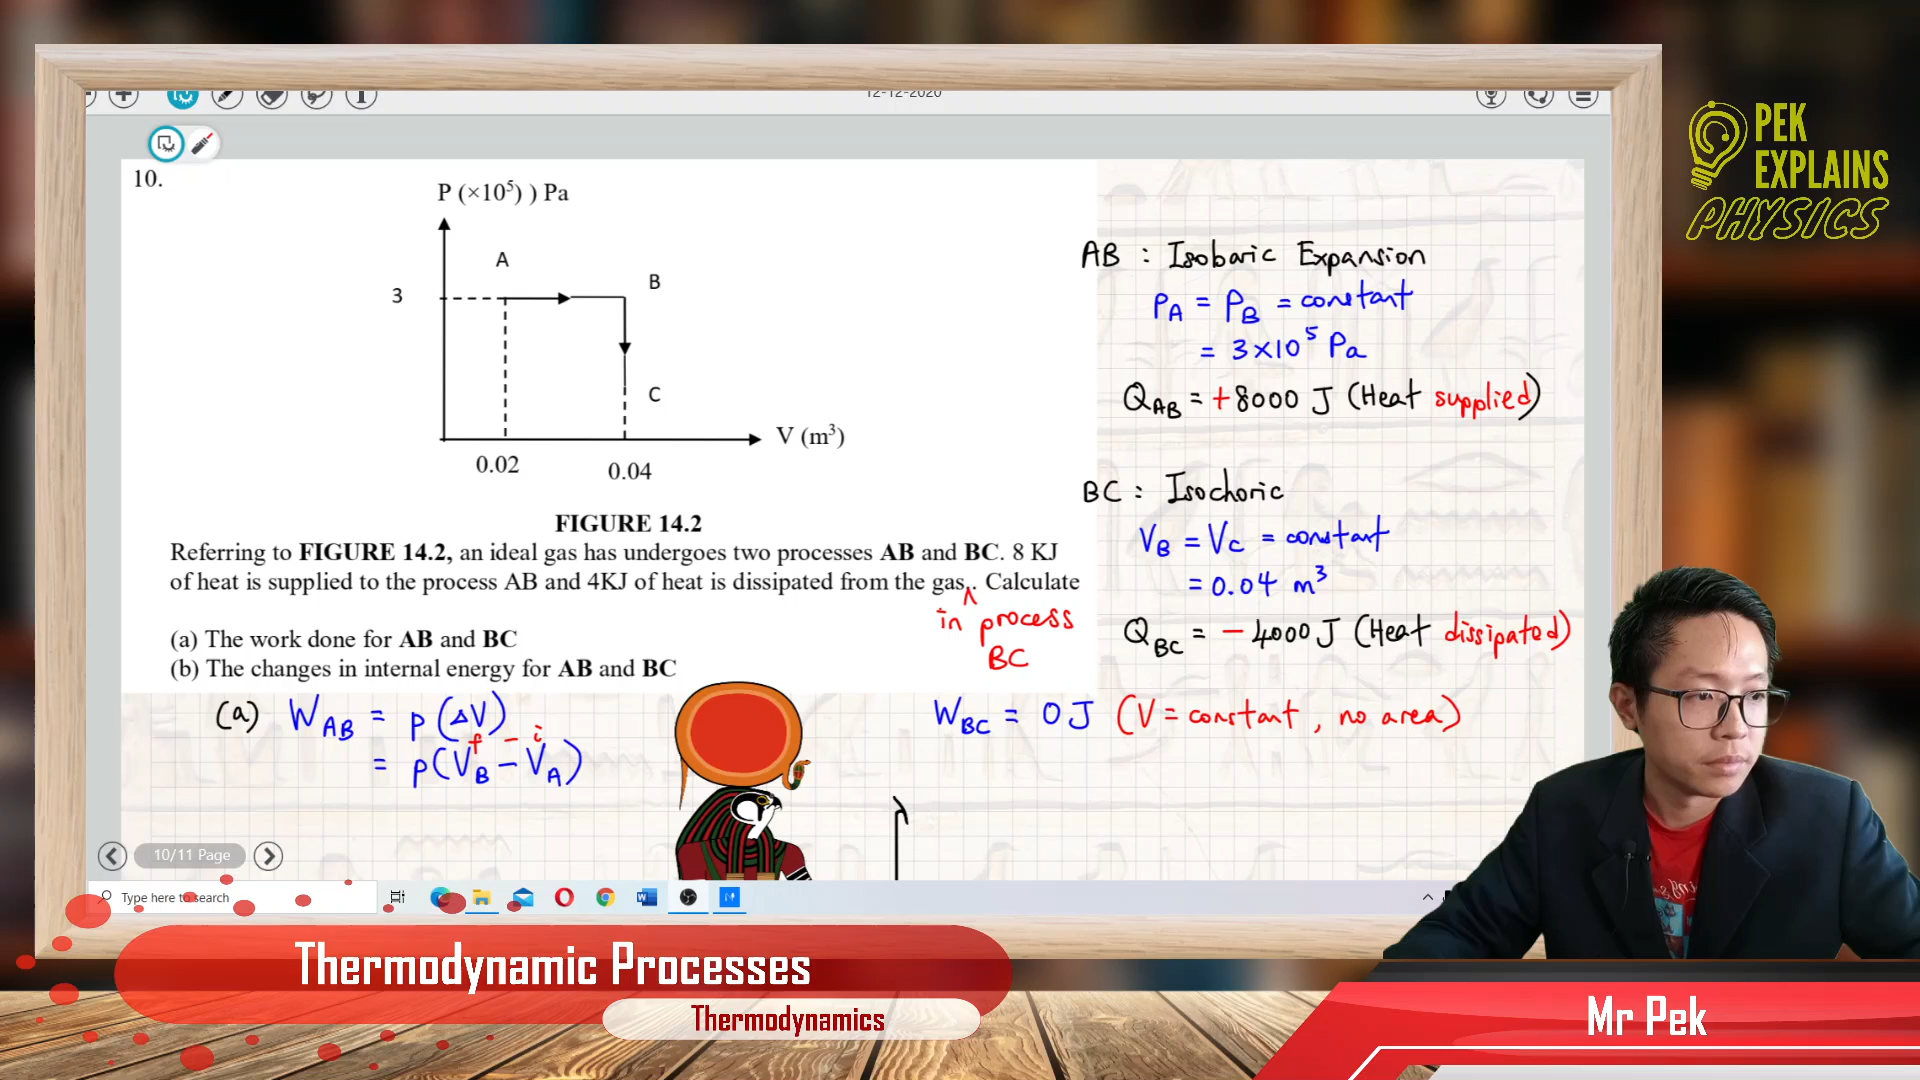 12-12-2020
PEK
EXPLAINS
PHYSICS
10.
P (×10⁵) ) Pa
A
B
3
C
V (m³)
0.02
0.04
FIGURE 14.2
Referring to FIGURE 14.2, an ideal gas has undergoes two processes AB and BC. 8 KJ
of heat is supplied to the process AB and 4KJ of heat is dissipated from the gas . Calculate
in process
BC
(a) The work done for AB and BC
(b) The changes in internal energy for AB and BC
AB : Isobaric Expansion
P_A = P_B = constant
= 3×10⁵ Pa
Q_AB = +8000 J (Heat supplied)
BC : Isochoric
V_B = V_C = constant
= 0.04 m³
Q_BC = - 4000 J (Heat dissipated)
(a) W_AB = p (ΔV)
f - i
= p(V_B - V_A)
W_BC = 0 J (V = constant, no area)
10/11 Page
Type here to search
Thermodynamic Processes
Thermodynamics
Mr Pek